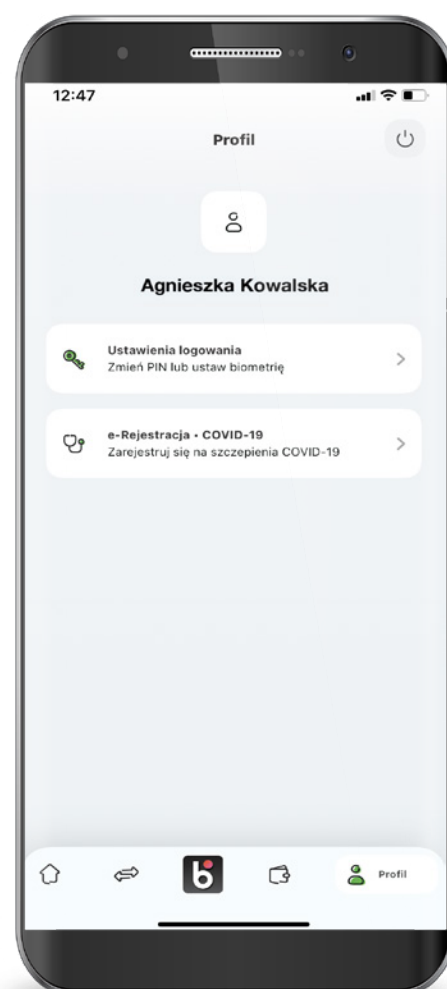 12:47
Profil
Agnieszka Kowalska
Ustawienia logowania
Zmień PIN lub ustaw biometrię
e-Rejestracja • COVID-19
Zarejestruj się na szczepienia COVID-19
b
Profil